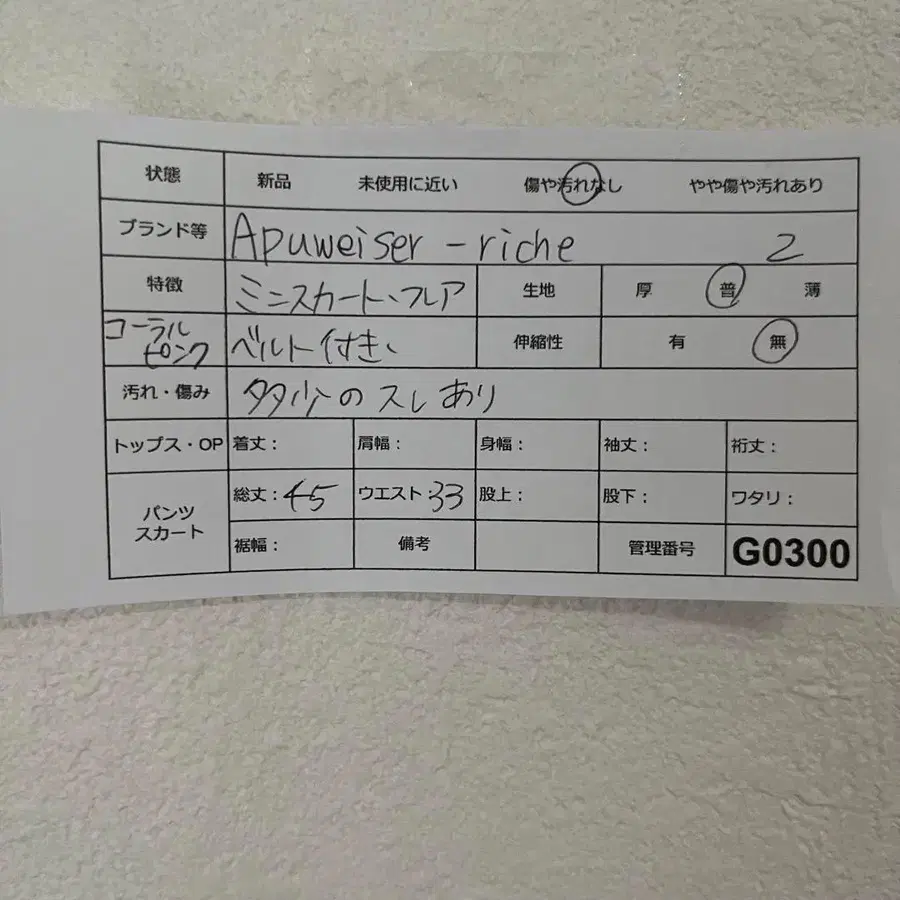 状態 新品 未使用に近い 傷や汚れなし やや傷や汚れあり
ブランド等 Apuweiser-riche 2
特徴 ミニスカート、フレア 生地 厚 普 薄
コーラルピンク ベルト付き、 伸縮性 有 無
汚れ・傷み 多少のスレあり
トップス・OP 着丈： 肩幅： 身幅： 袖丈： 裄丈：
パンツ スカート 総丈：45 ウエスト：33 股上： 股下： ワタリ：
裾幅： 備考 管理番号 G0300